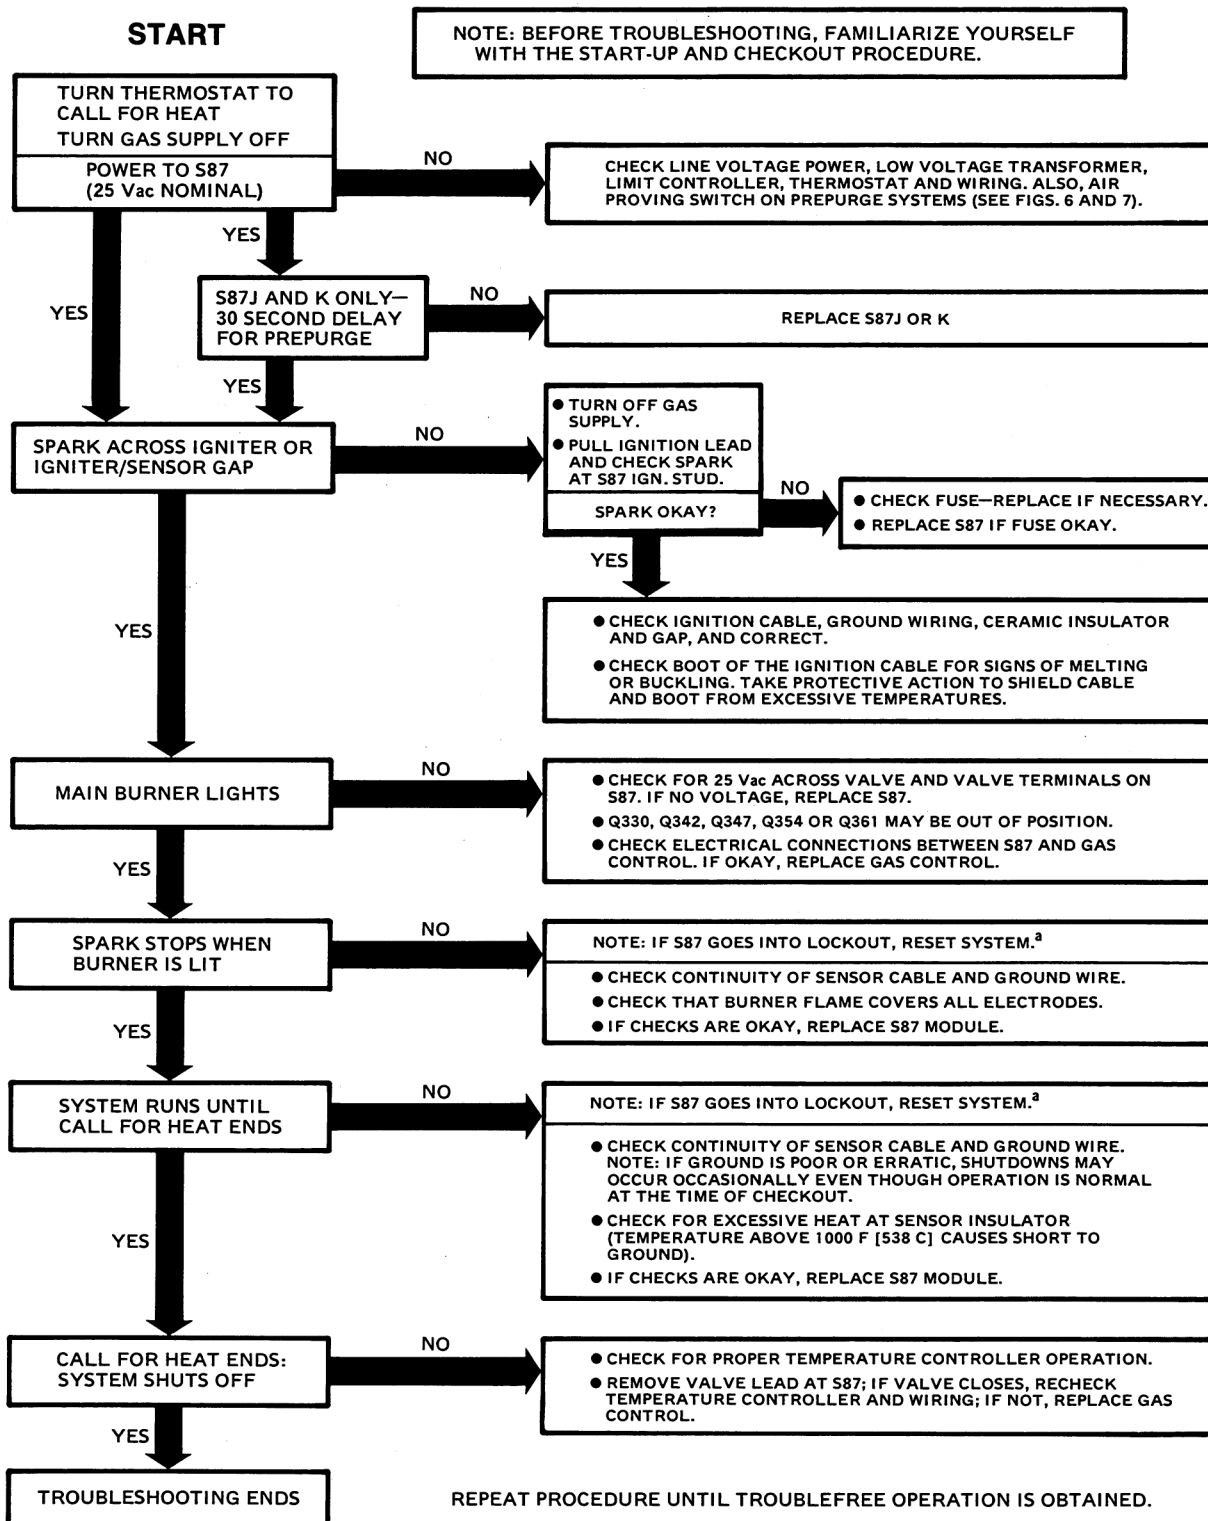 START
NOTE: BEFORE TROUBLESHOOTING, FAMILIARIZE YOURSELF
WITH THE START-UP AND CHECKOUT PROCEDURE.
TURN THERMOSTAT TO
CALL FOR HEAT
TURN GAS SUPPLY OFF
POWER TO S87
(25 Vac NOMINAL)
NO
CHECK LINE VOLTAGE POWER, LOW VOLTAGE TRANSFORMER,
LIMIT CONTROLLER, THERMOSTAT AND WIRING. ALSO, AIR
PROVING SWITCH ON PREPURGE SYSTEMS (SEE FIGS. 6 AND 7).
YES
YES
S87J AND K ONLY—
30 SECOND DELAY
FOR PREPURGE
NO
REPLACE S87J OR K
YES
SPARK ACROSS IGNITER OR
IGNITER/SENSOR GAP
NO
● TURN OFF GAS
SUPPLY.
● PULL IGNITION LEAD
AND CHECK SPARK
AT S87 IGN. STUD.
SPARK OKAY?
NO
● CHECK FUSE—REPLACE IF NECESSARY.
● REPLACE S87 IF FUSE OKAY.
YES
● CHECK IGNITION CABLE, GROUND WIRING, CERAMIC INSULATOR
AND GAP, AND CORRECT.
● CHECK BOOT OF THE IGNITION CABLE FOR SIGNS OF MELTING
OR BUCKLING. TAKE PROTECTIVE ACTION TO SHIELD CABLE
AND BOOT FROM EXCESSIVE TEMPERATURES.
YES
MAIN BURNER LIGHTS
NO
● CHECK FOR 25 Vac ACROSS VALVE AND VALVE TERMINALS ON
S87. IF NO VOLTAGE, REPLACE S87.
● Q330, Q342, Q347, Q354 OR Q361 MAY BE OUT OF POSITION.
● CHECK ELECTRICAL CONNECTIONS BETWEEN S87 AND GAS
CONTROL. IF OKAY, REPLACE GAS CONTROL.
YES
SPARK STOPS WHEN
BURNER IS LIT
NO
NOTE: IF S87 GOES INTO LOCKOUT, RESET SYSTEM.a
● CHECK CONTINUITY OF SENSOR CABLE AND GROUND WIRE.
● CHECK THAT BURNER FLAME COVERS ALL ELECTRODES.
● IF CHECKS ARE OKAY, REPLACE S87 MODULE.
YES
SYSTEM RUNS UNTIL
CALL FOR HEAT ENDS
NO
NOTE: IF S87 GOES INTO LOCKOUT, RESET SYSTEM.a
● CHECK CONTINUITY OF SENSOR CABLE AND GROUND WIRE.
NOTE: IF GROUND IS POOR OR ERRATIC, SHUTDOWNS MAY
OCCUR OCCASIONALLY EVEN THOUGH OPERATION IS NORMAL
AT THE TIME OF CHECKOUT.
● CHECK FOR EXCESSIVE HEAT AT SENSOR INSULATOR
(TEMPERATURE ABOVE 1000 F [538 C] CAUSES SHORT TO
GROUND).
● IF CHECKS ARE OKAY, REPLACE S87 MODULE.
YES
CALL FOR HEAT ENDS:
SYSTEM SHUTS OFF
NO
● CHECK FOR PROPER TEMPERATURE CONTROLLER OPERATION.
● REMOVE VALVE LEAD AT S87; IF VALVE CLOSES, RECHECK
TEMPERATURE CONTROLLER AND WIRING; IF NOT, REPLACE GAS
CONTROL.
YES
TROUBLESHOOTING ENDS
REPEAT PROCEDURE UNTIL TROUBLEFREE OPERATION IS OBTAINED.